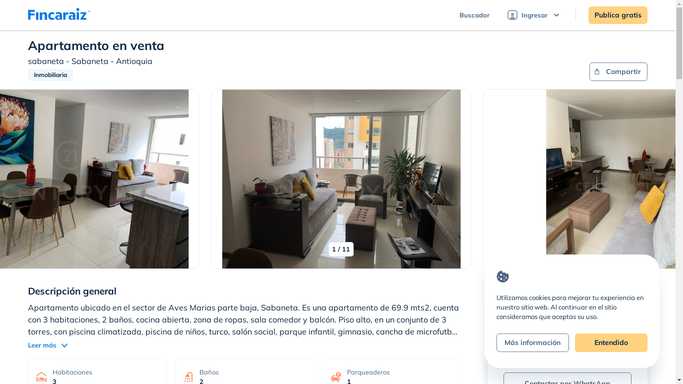 Fincaraiz
Buscador
Ingresar
Publica gratis
Apartamento en venta
sabaneta - Sabaneta - Antioquia
Inmobiliaria
Compartir
1 / 11
Descripción general
Apartamento ubicado en el sector de Aves Marias parte baja, Sabaneta. Es una apartamento de 69.9 mts2, cuenta
con 3 habitaciones, 2 baños, cocina abierta, zona de ropas, sala comedor y balcón. Piso alto, en un conjunto de 3
torres, con piscina climatizada, piscina de niños, turco, salón social, parque infantil, gimnasio, cancha de microfutb...
Leer más
Habitaciones
3
Baños
2
Parqueaderos
1
Utilizamos cookies para mejorar tu experiencia en
nuestro sitio web. Al continuar en el sitio
consideramos que aceptas su uso.
Más información
Entendido
Contactar por WhatsApp